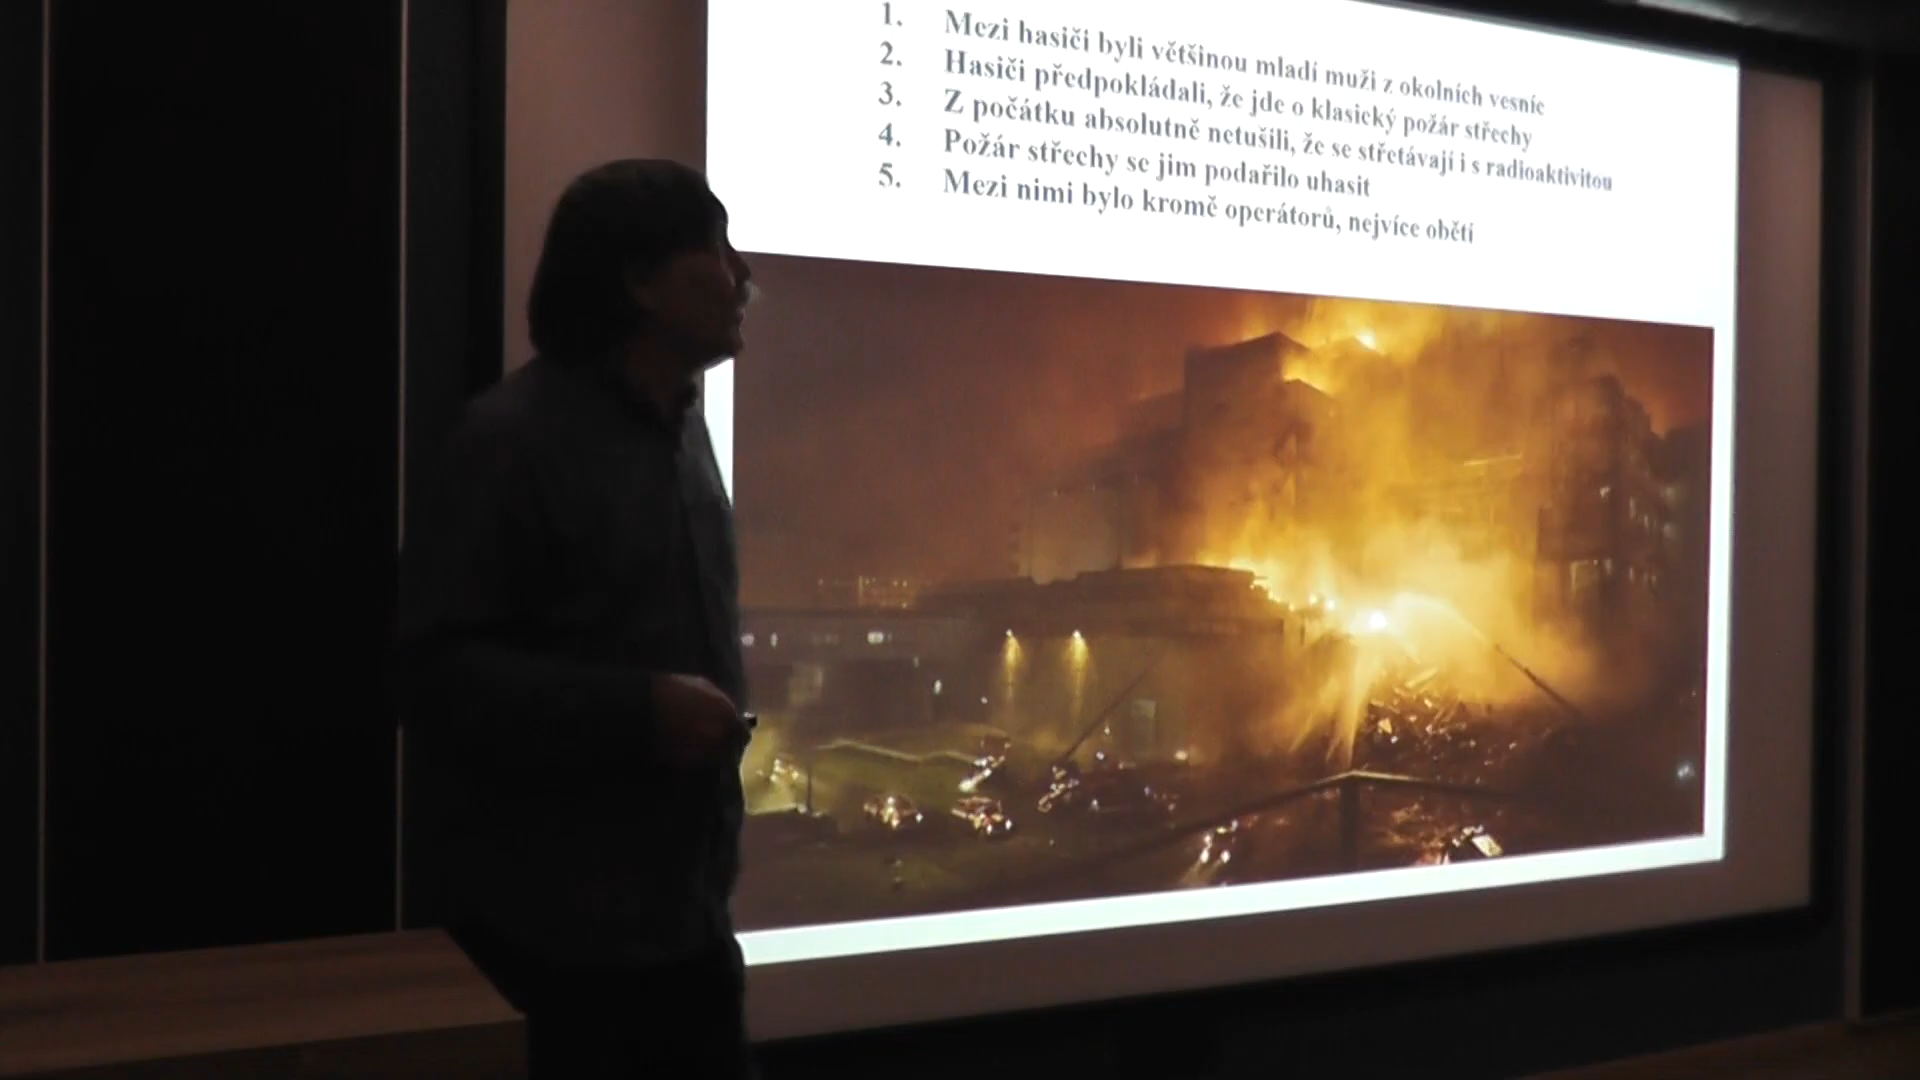 1. Mezi hasiči byli většinou mladí muži z okolních vesnic
2. Hasiči předpokládali, že jde o klasický požár střechy
3. Z počátku absolutně netušili, že se střetávají i s radioaktivitou
4. Požár střechy se jim podařilo uhasit
5. Mezi nimi bylo kromě operátorů, nejvíce obětí